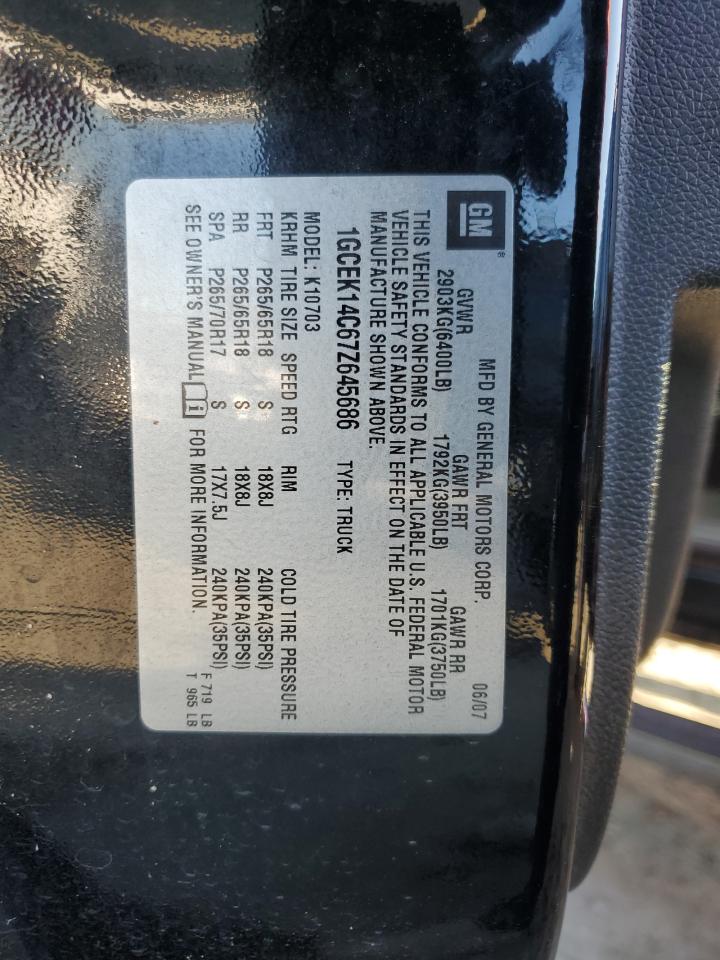 GM®
MFD BY GENERAL MOTORS CORP. 06/07
GVWR GAWR FRT GAWR RR
2903KG(6400LB) 1792KG(3950LB) 1701KG(3750LB)
THIS VEHICLE CONFORMS TO ALL APPLICABLE U.S. FEDERAL MOTOR
VEHICLE SAFETY STANDARDS IN EFFECT ON THE DATE OF
MANUFACTURE SHOWN ABOVE.
1GCEK14C67Z645686 TYPE: TRUCK
MODEL: K10703
KRHM TIRE SIZE SPEED RTG RIM COLD TIRE PRESSURE
FRT P265/65R18 S 18X8J 240KPA(35PSI)
RR P265/65R18 S 18X8J 240KPA(35PSI)
SPA P265/70R17 S 17X7.5J 240KPA(35PSI)
SEE OWNER'S MANUAL i FOR MORE INFORMATION.
F 719 LB
T 965 LB